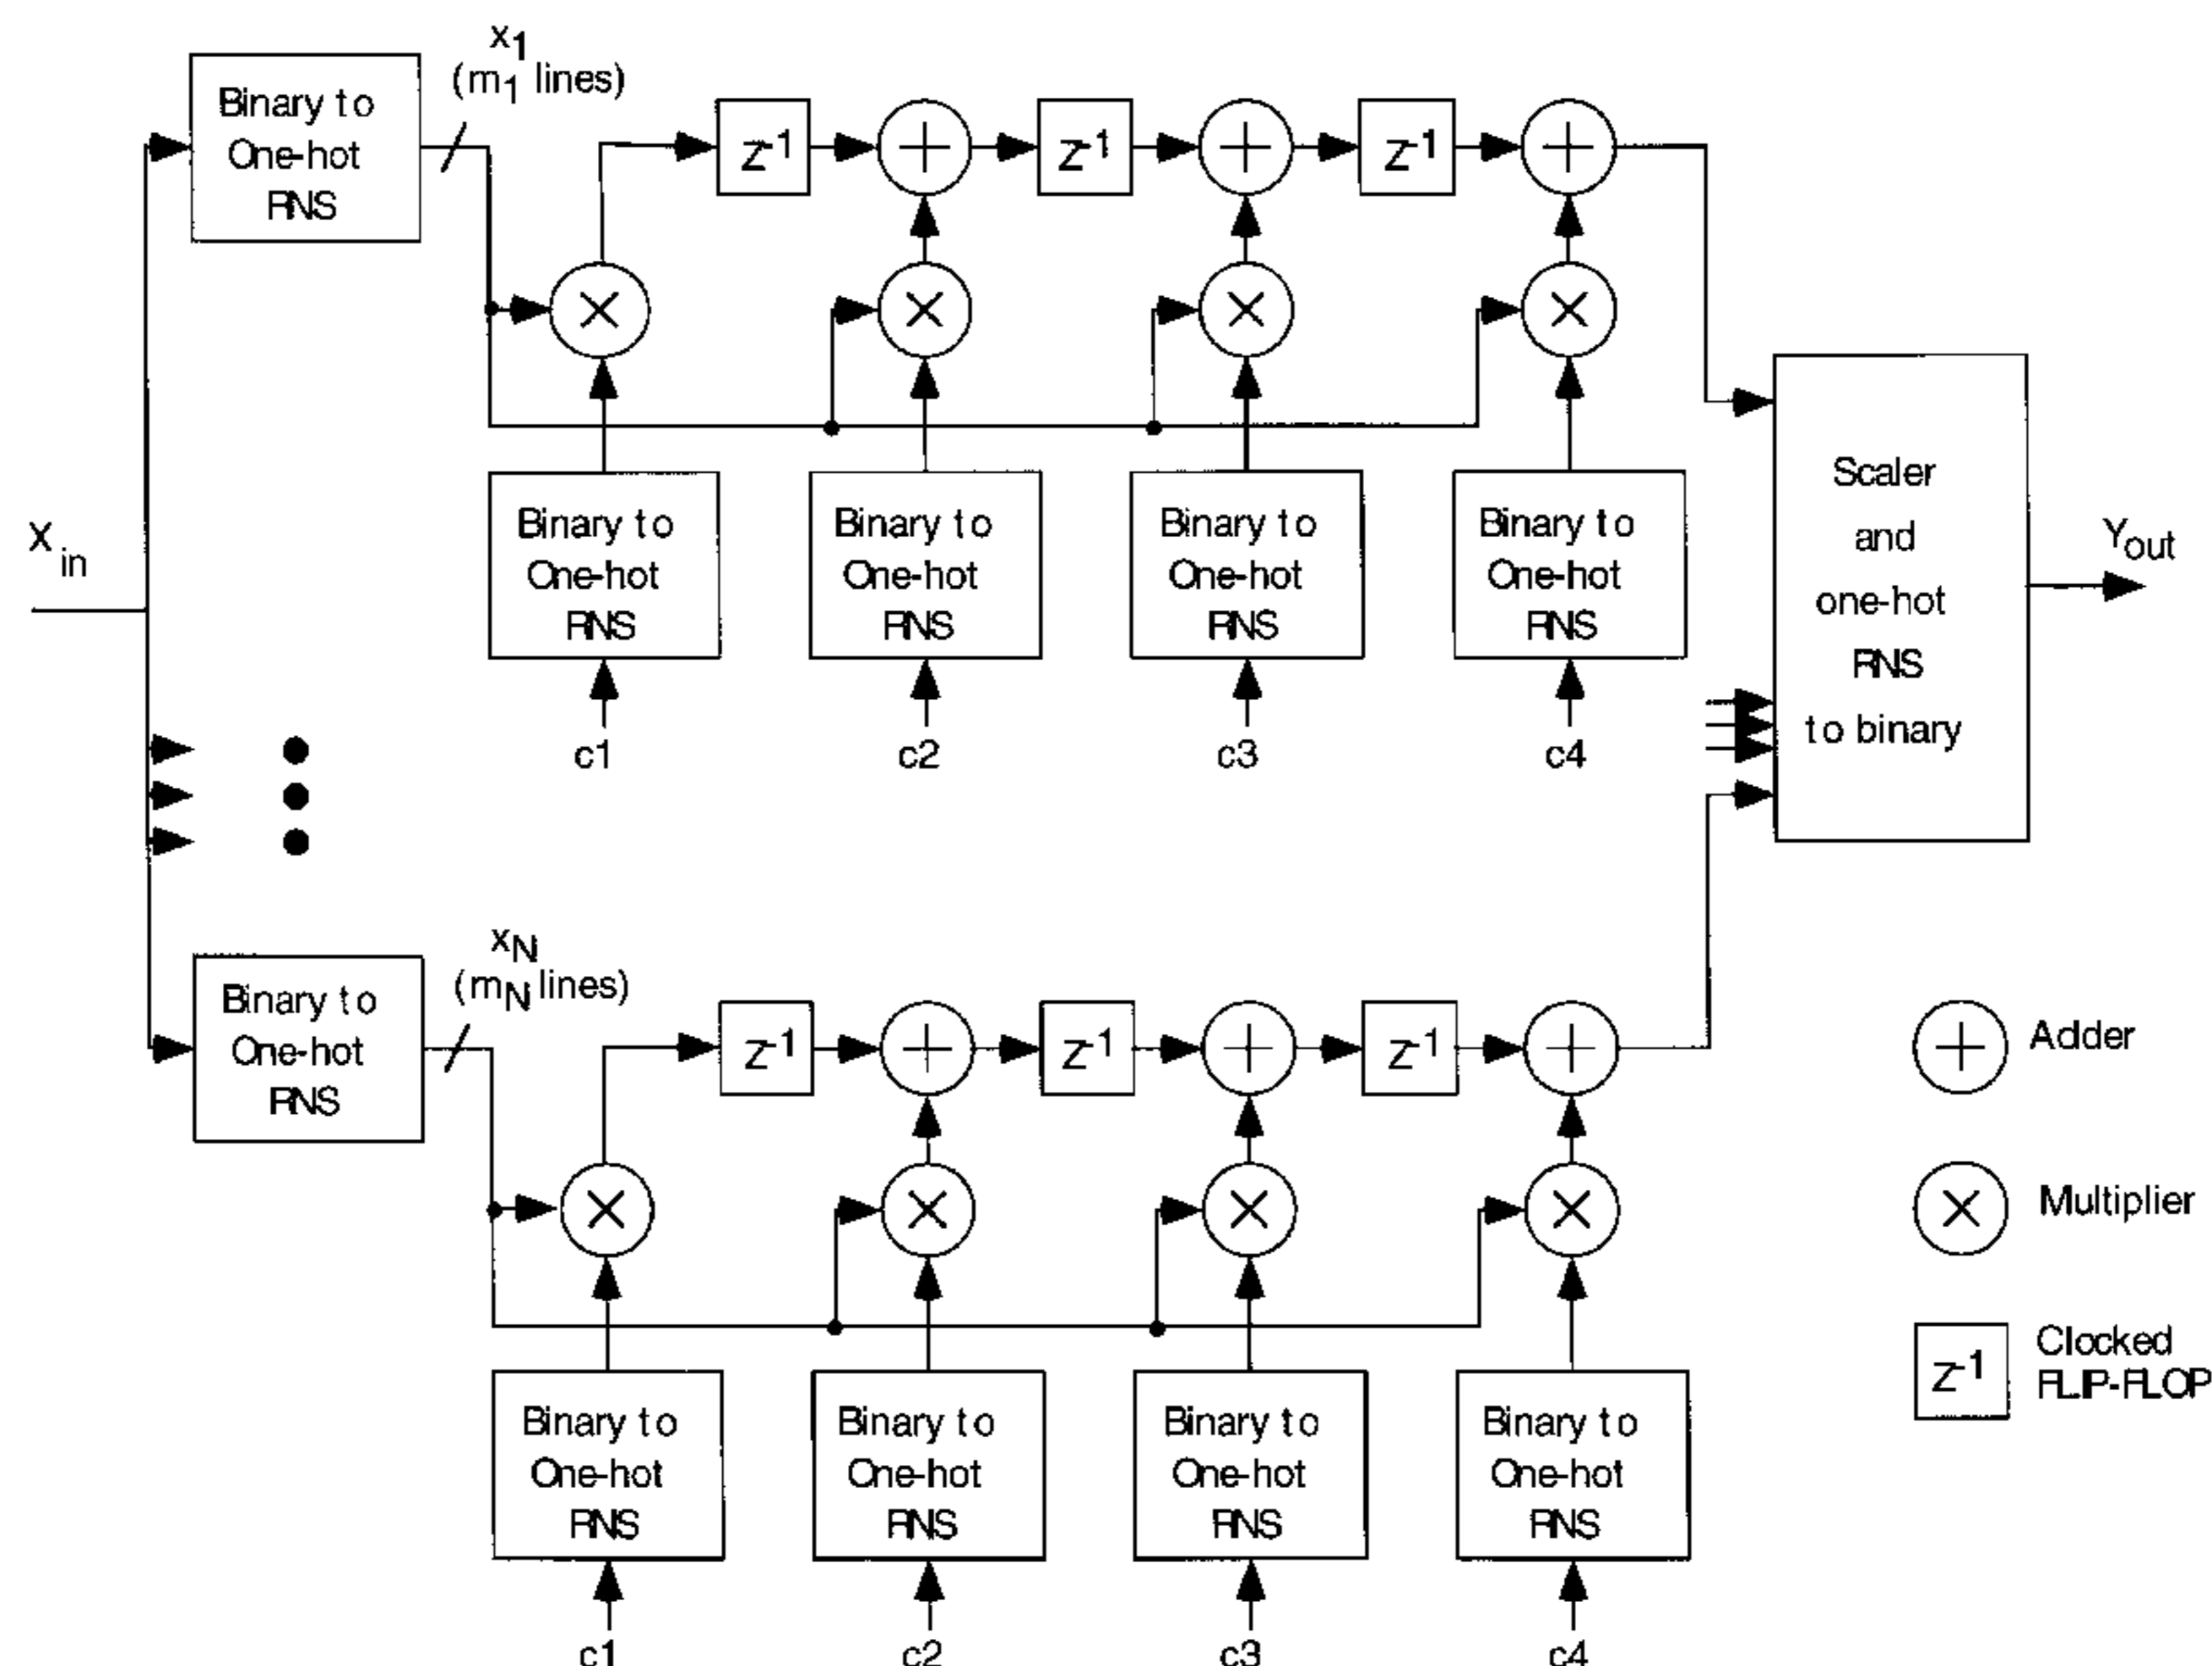 x1
(m1 lines)
Binary to
One-hot
RNS
z-1
+
z-1
+
z-1
+
×
×
×
×
Xin
Binary to
One-hot
RNS
Binary to
One-hot
RNS
Binary to
One-hot
RNS
Binary to
One-hot
RNS
c1
c2
c3
c4
Scaler
and
one-hot
RNS
to binary
Yout
xN
(mN lines)
Binary to
One-hot
RNS
z-1
+
z-1
+
z-1
+
×
×
×
×
Binary to
One-hot
RNS
Binary to
One-hot
RNS
Binary to
One-hot
RNS
Binary to
One-hot
RNS
c1
c2
c3
c4
+
Adder
×
Multiplier
z-1
Clocked
FLIP-FLOP